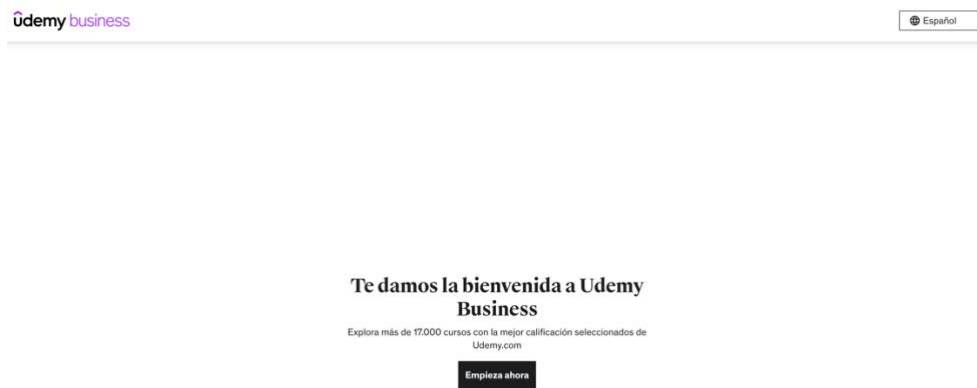 ûdemy business
Español
Te damos la bienvenida a Udemy
Business
Explora más de 17.000 cursos con la mejor calificación seleccionados de
Udemy.com
Empieza ahora